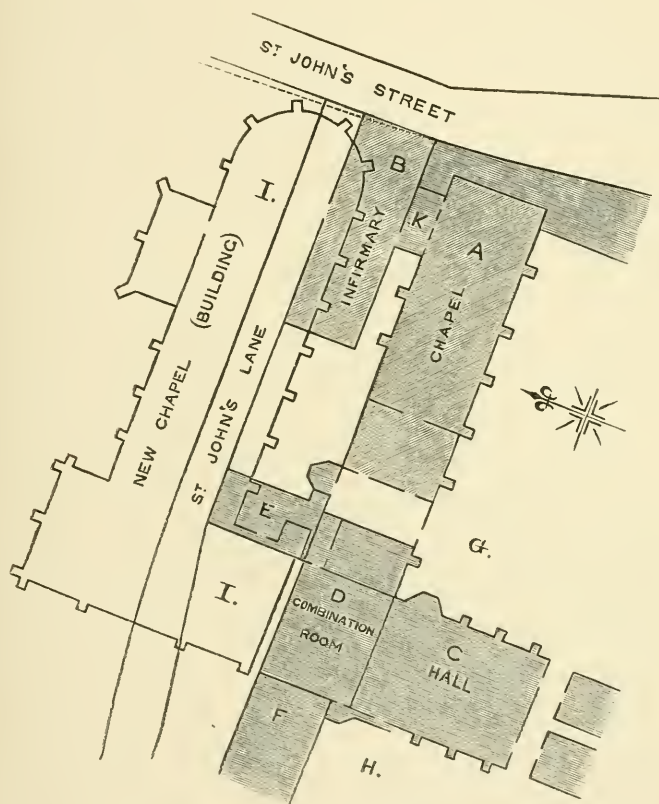 ST JOHN'S STREET
I.
B
K
A
INFIRMARY
CHAPEL
NEW CHAPEL (BUILDING)
ST JOHN'S LANE
E
G.
I.
D
COMBINATION
ROOM
C
HALL
F
H.